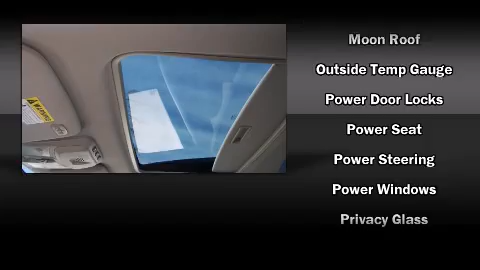 Moon Roof
Outside Temp Gauge
Power Door Locks
Power Seat
Power Steering
Power Windows
Privacy Glass